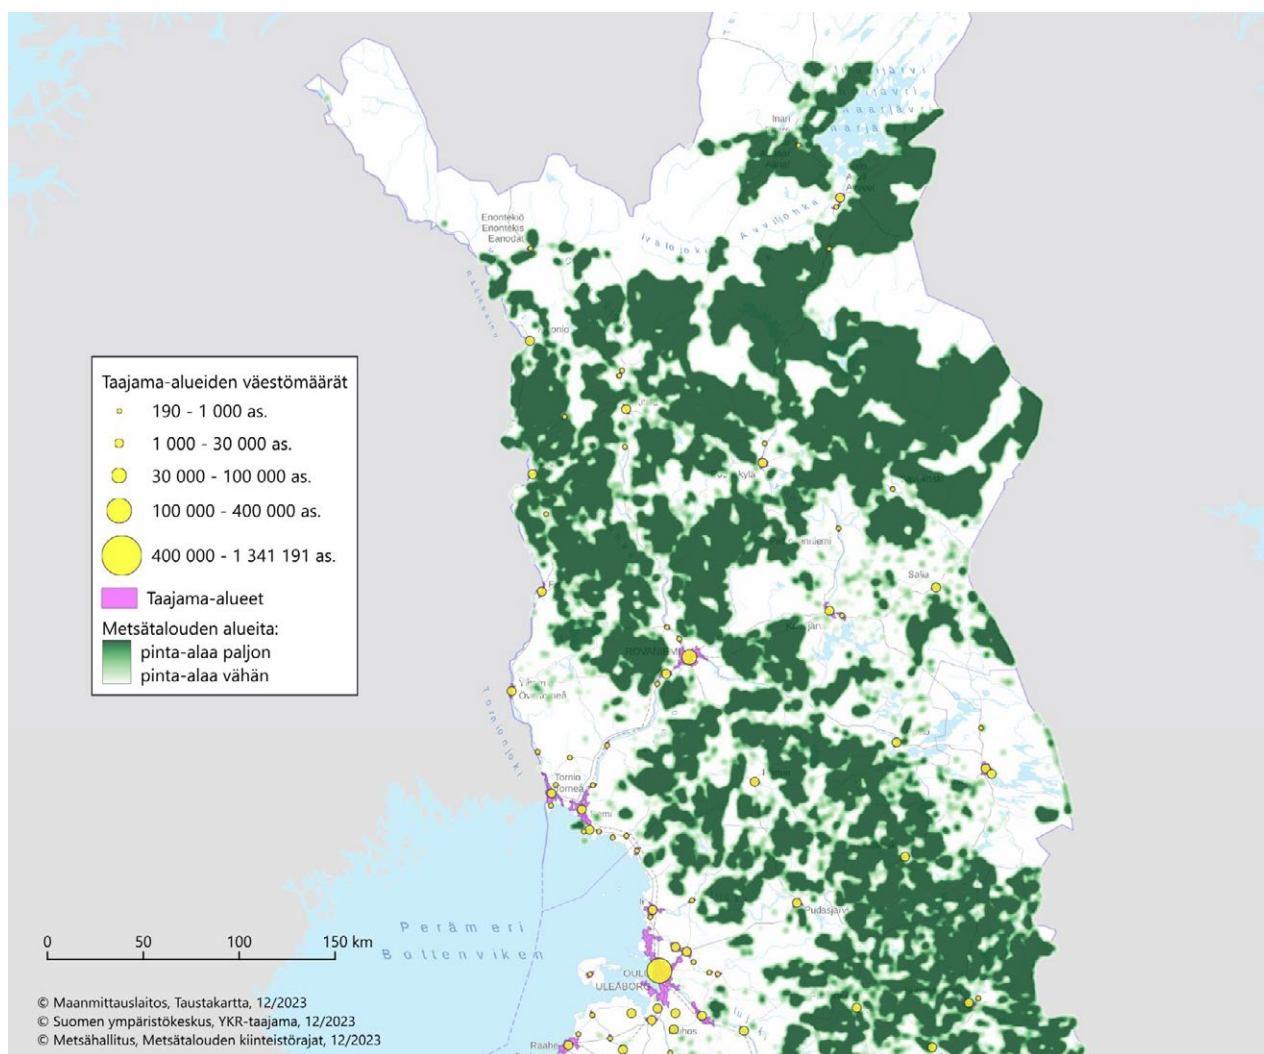 Inari
Enontekiö
Enontekis
Eanodat
Ivalojoki
Avviljohka
Taajama-alueiden väestömäärät
190 - 1 000 as.
1 000 - 30 000 as.
30 000 - 100 000 as.
100 000 - 400 000 as.
400 000 - 1 341 191 as.
Taajama-alueet
Metsätalouden alueita:
pinta-alaa paljon
pinta-alaa vähän
Salla
ROVANIEMI
Tornionjoki
Tornio
Pudasjärvi
Perämeri
Bottenviken
0 50 100 150 km
ULEÅBORG
Raahe
© Maanmittauslaitos, Taustakartta, 12/2023
© Suomen ympäristökeskus, YKR-taajama, 12/2023
© Metsähallitus, Metsätalouden kiinteistörajat, 12/2023